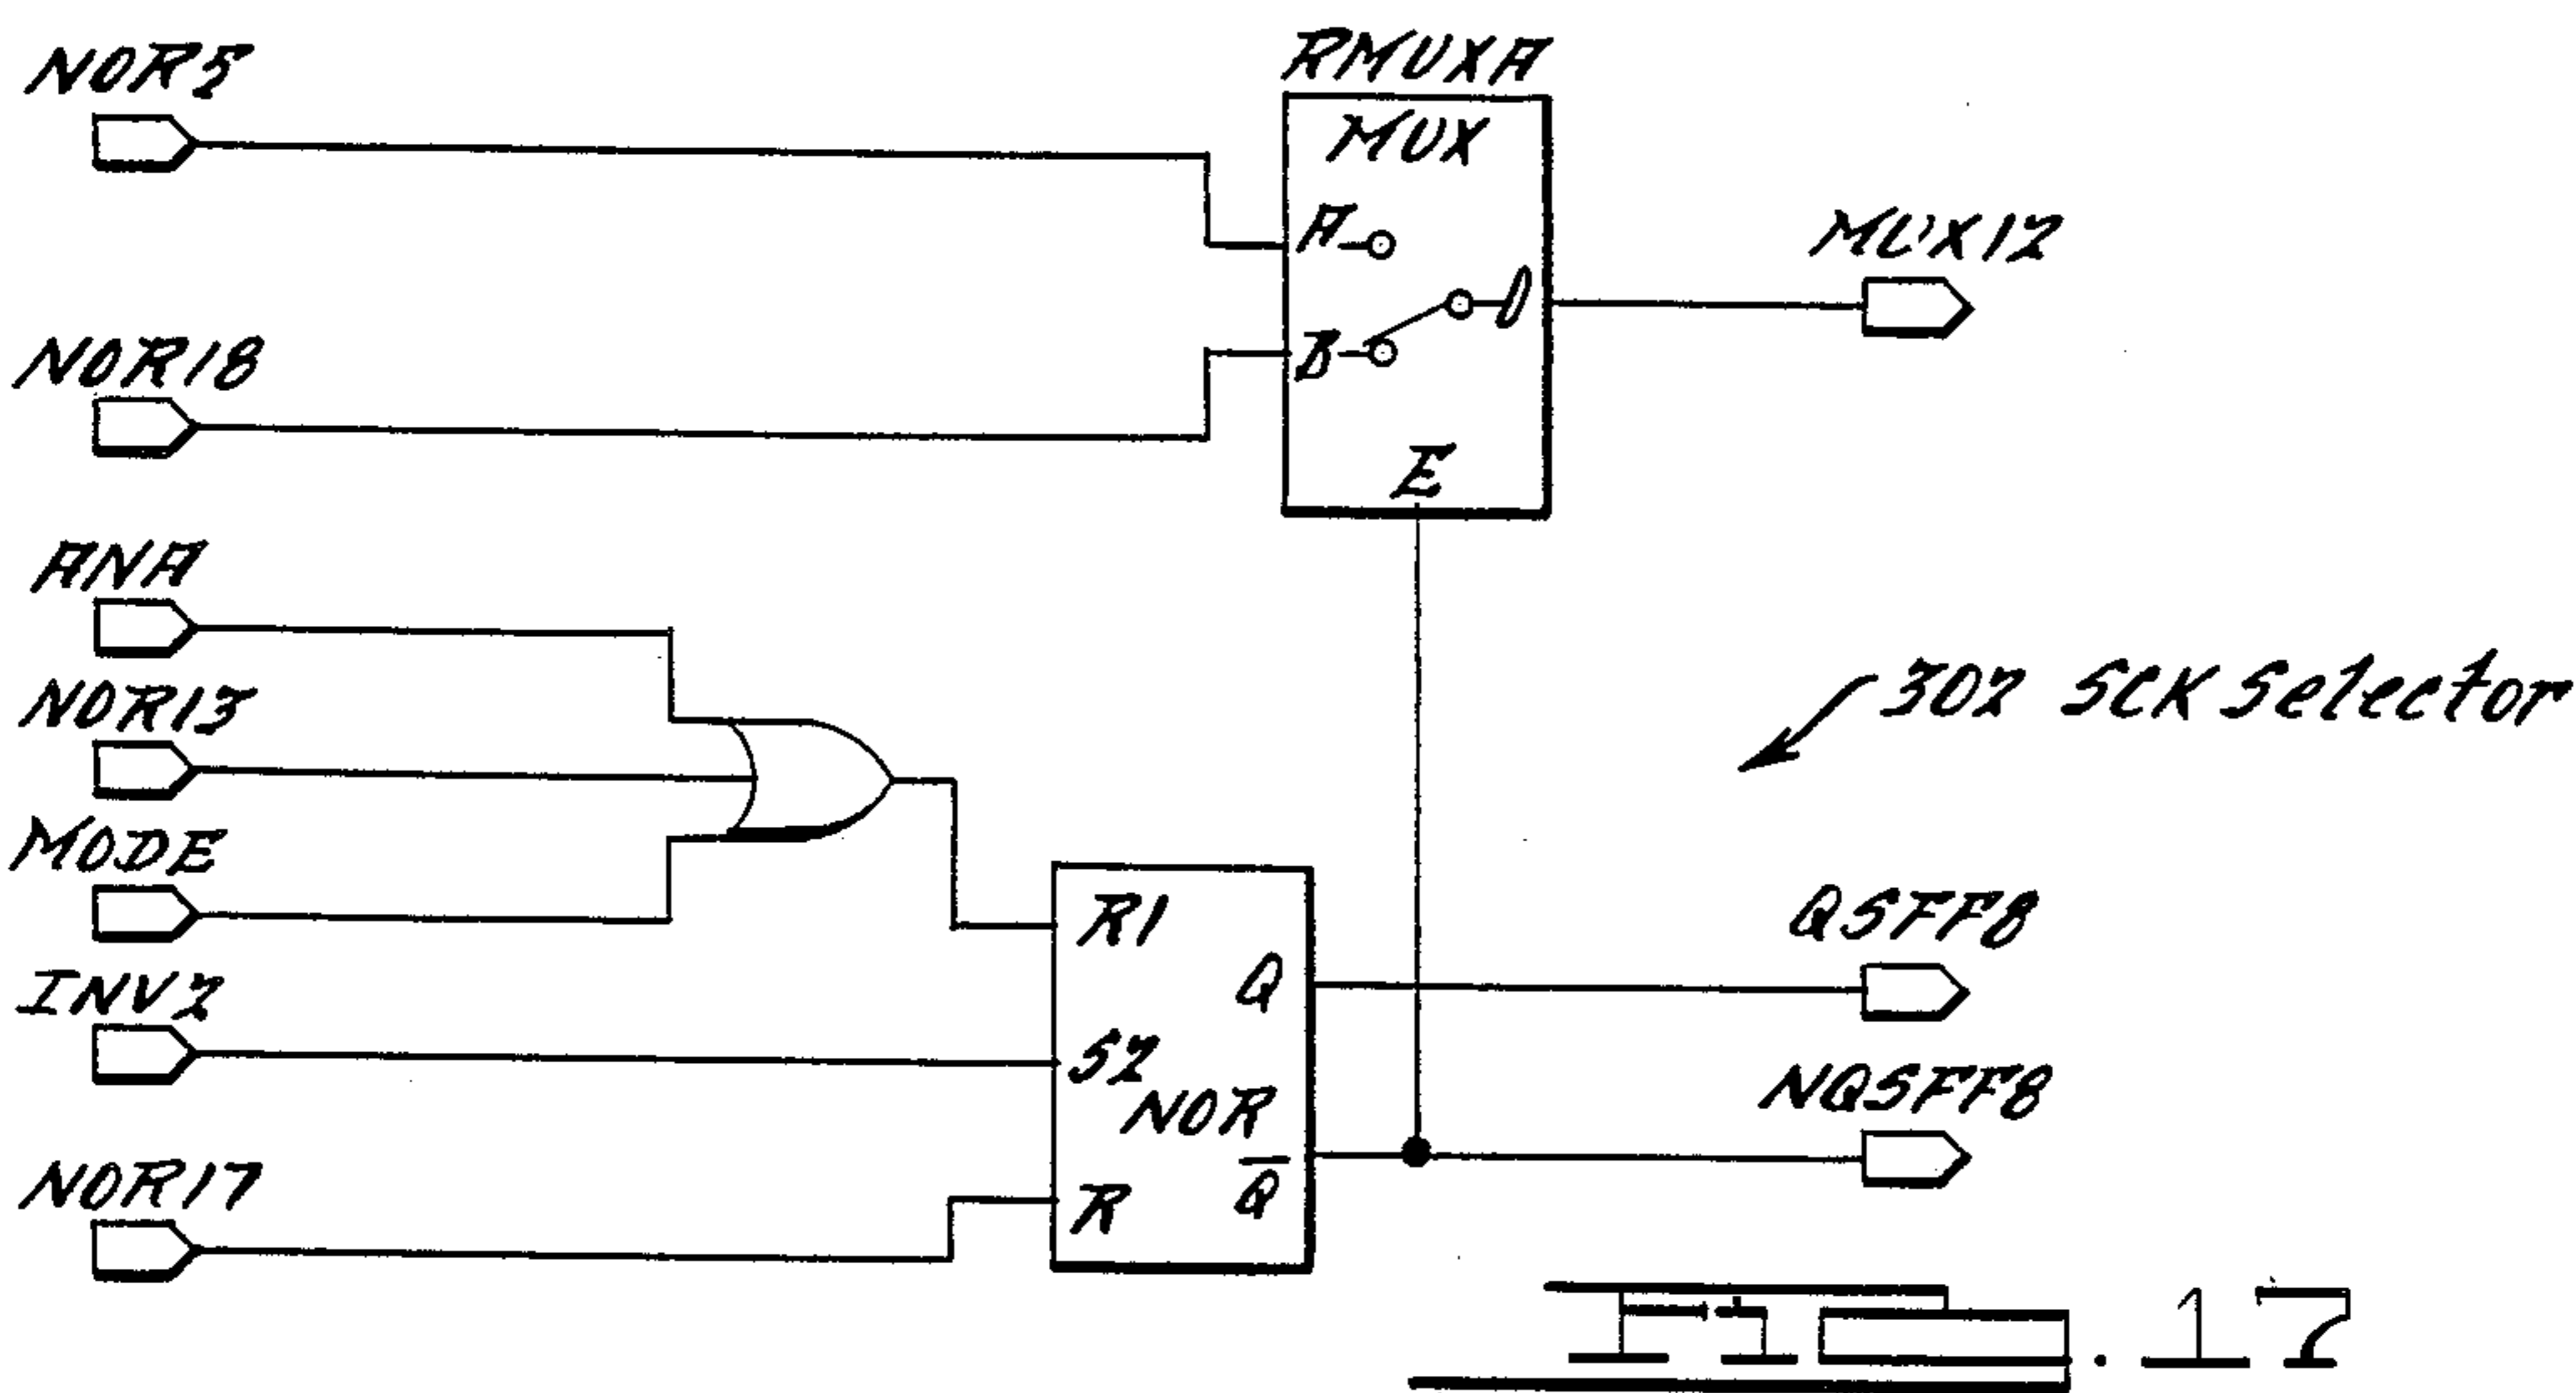 NOR5
RMUXA
MUX
A
B
O
E
MUX12
NOR18
ANA
NOR13
MODE
INV2
NOR17
R1
S2
NOR
R
Q
Q̅
302 SCK Selector
QSFF8
NQSFF8
Fig. 17